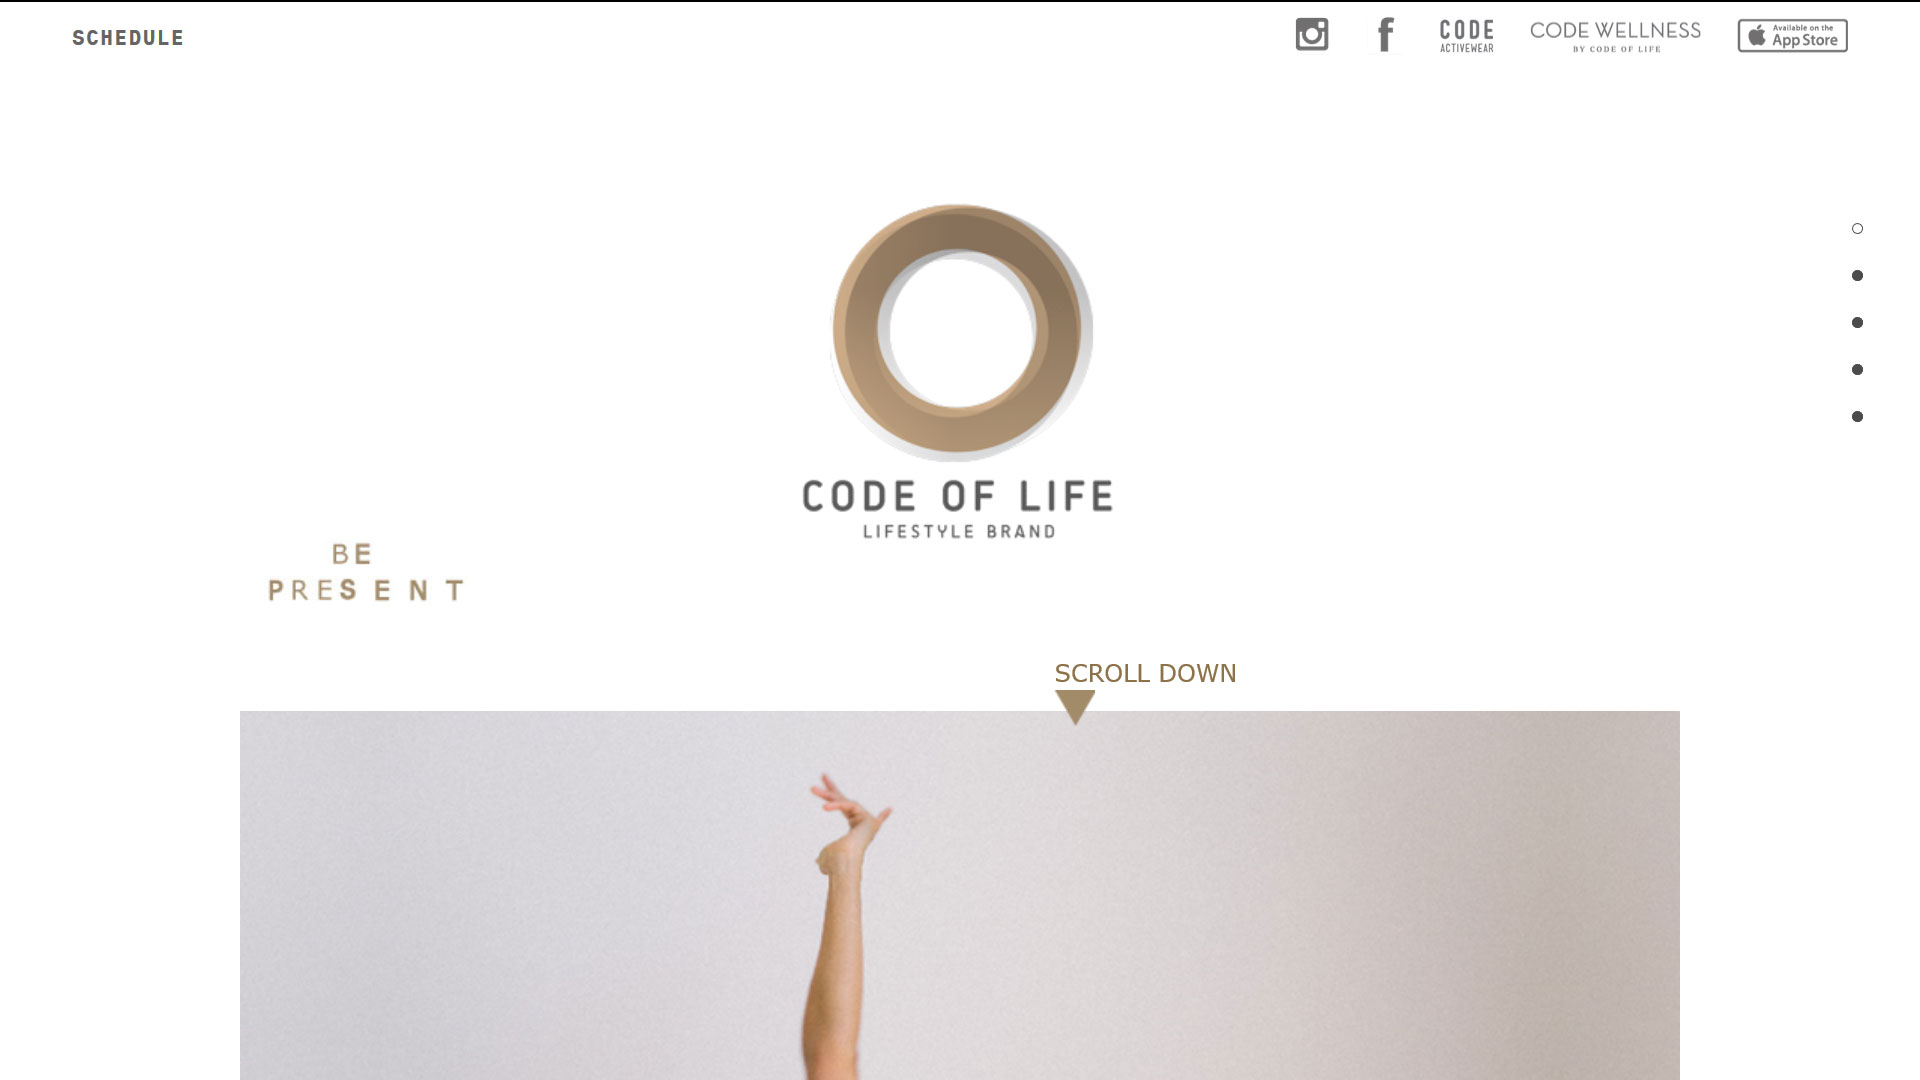 SCHEDULE
CODE
ACTIVEWEAR
CODE WELLNESS
BY CODE OF LIFE
Available on the
App Store
CODE OF LIFE
LIFESTYLE BRAND
BE
PRESENT
SCROLL DOWN